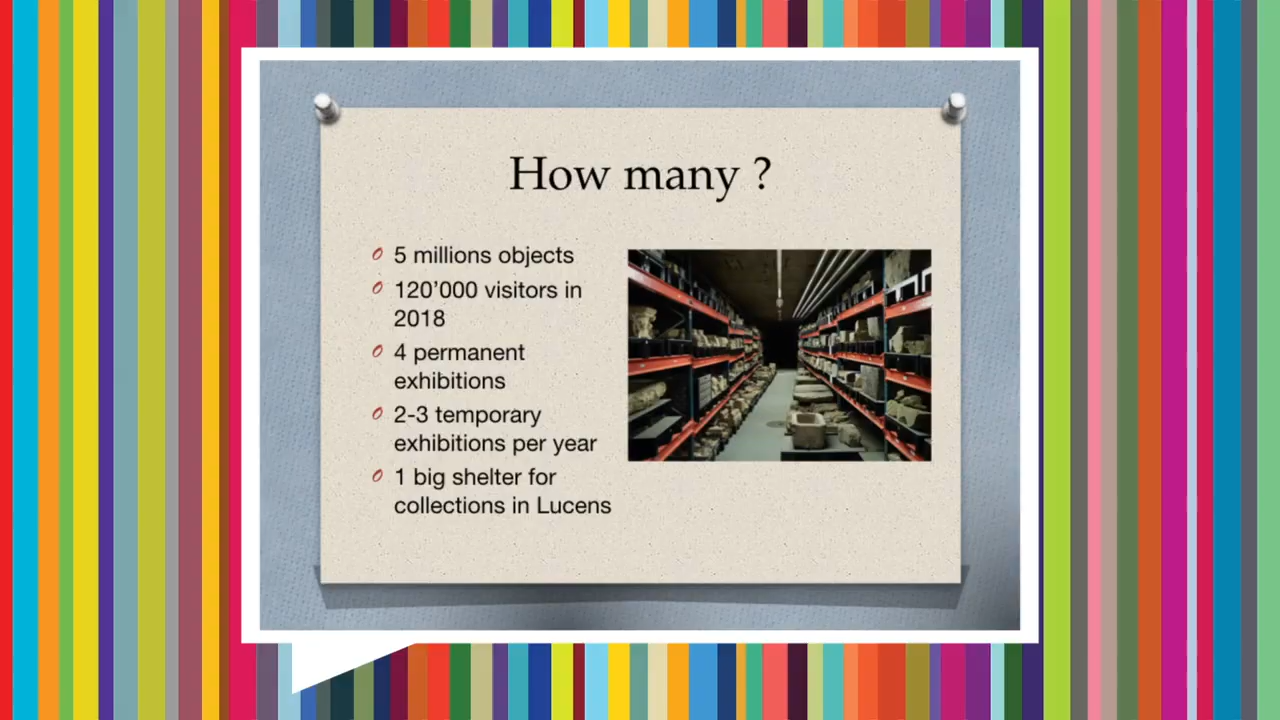 How many ?
5 millions objects
120’000 visitors in
2018
4 permanent
exhibitions
2-3 temporary
exhibitions per year
1 big shelter for
collections in Lucens